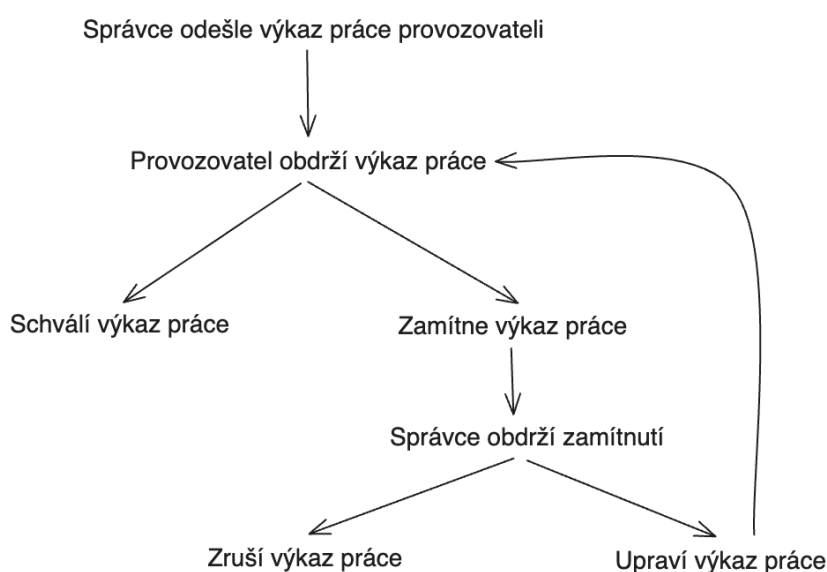 Správce odešle výkaz práce provozovateli
Provozovatel obdrží výkaz práce
Schválí výkaz práce
Zamítne výkaz práce
Správce obdrží zamítnutí
Zruší výkaz práce
Upraví výkaz práce